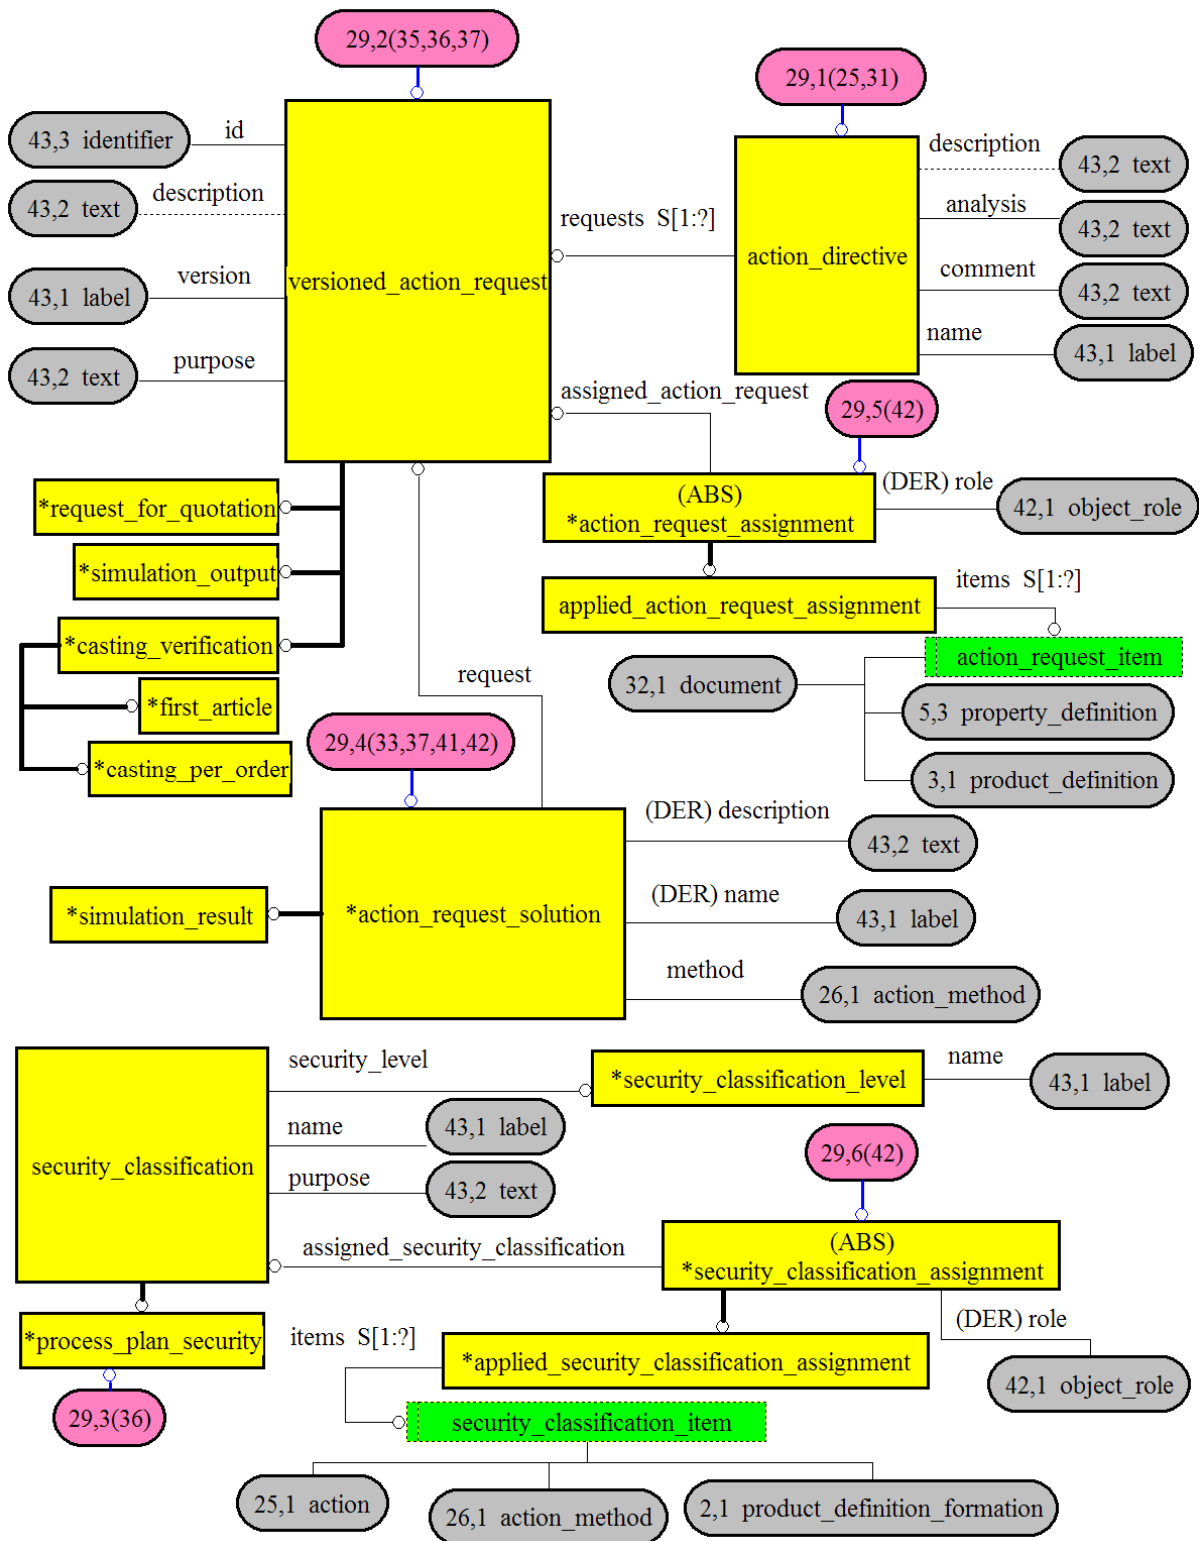 29,2(35,36,37)
29,1(25,31)
43,3 identifier
id
description
43,2 text
description
43,2 text
analysis
43,2 text
requests S[1:?]
version
43,1 label
versioned_action_request
action_directive
comment
43,2 text
name
43,1 label
purpose
43,2 text
assigned_action_request
29,5(42)
*request_for_quotation
(ABS)
*action_request_assignment
(DER) role
42,1 object_role
*simulation_output
applied_action_request_assignment
items S[1:?]
*casting_verification
action_request_item
request
32,1 document
*first_article
5,3 property_definition
29,4(33,37,41,42)
*casting_per_order
3,1 product_definition
(DER) description
43,2 text
*simulation_result
*action_request_solution
(DER) name
43,1 label
method
26,1 action_method
security_level
*security_classification_level
name
43,1 label
name
43,1 label
security_classification
29,6(42)
purpose
43,2 text
assigned_security_classification
(ABS)
*security_classification_assignment
*process_plan_security
items S[1:?]
(DER) role
*applied_security_classification_assignment
42,1 object_role
29,3(36)
security_classification_item
25,1 action
26,1 action_method
2,1 product_definition_formation